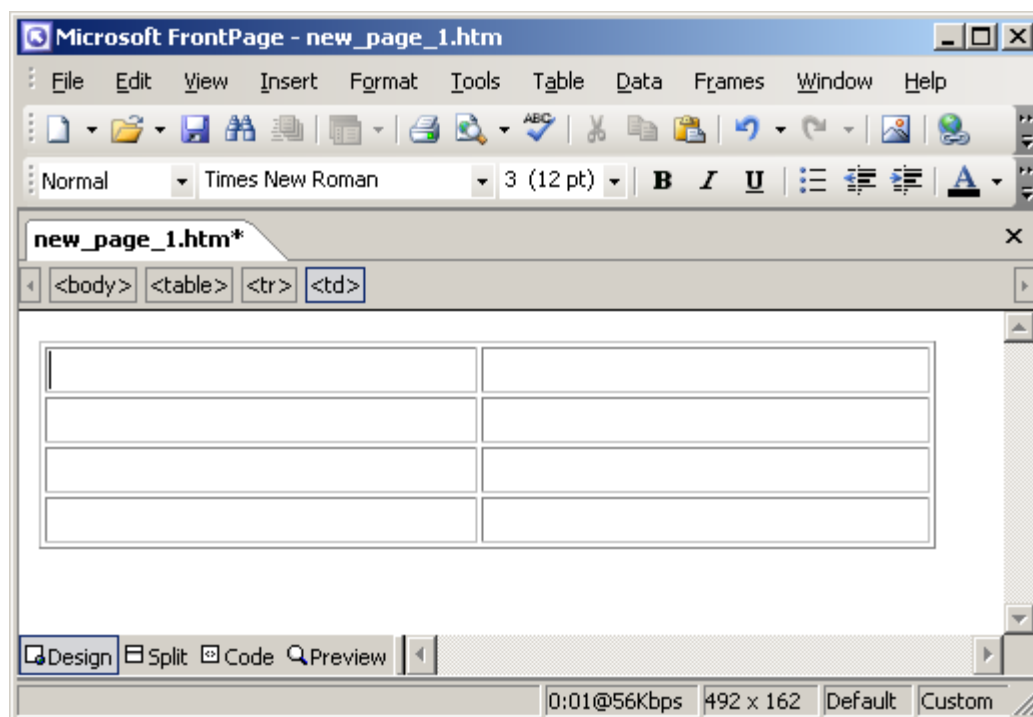 Microsoft FrontPage - new_page_1.htm
File Edit View Insert Format Tools Table Data Frames Window Help
ABC
Normal Times New Roman 3 (12 pt) B I U A
new_page_1.htm*
<body> <table> <tr> <td>
Design Split Code Preview
0:01@56Kbps 492 x 162 Default Custom